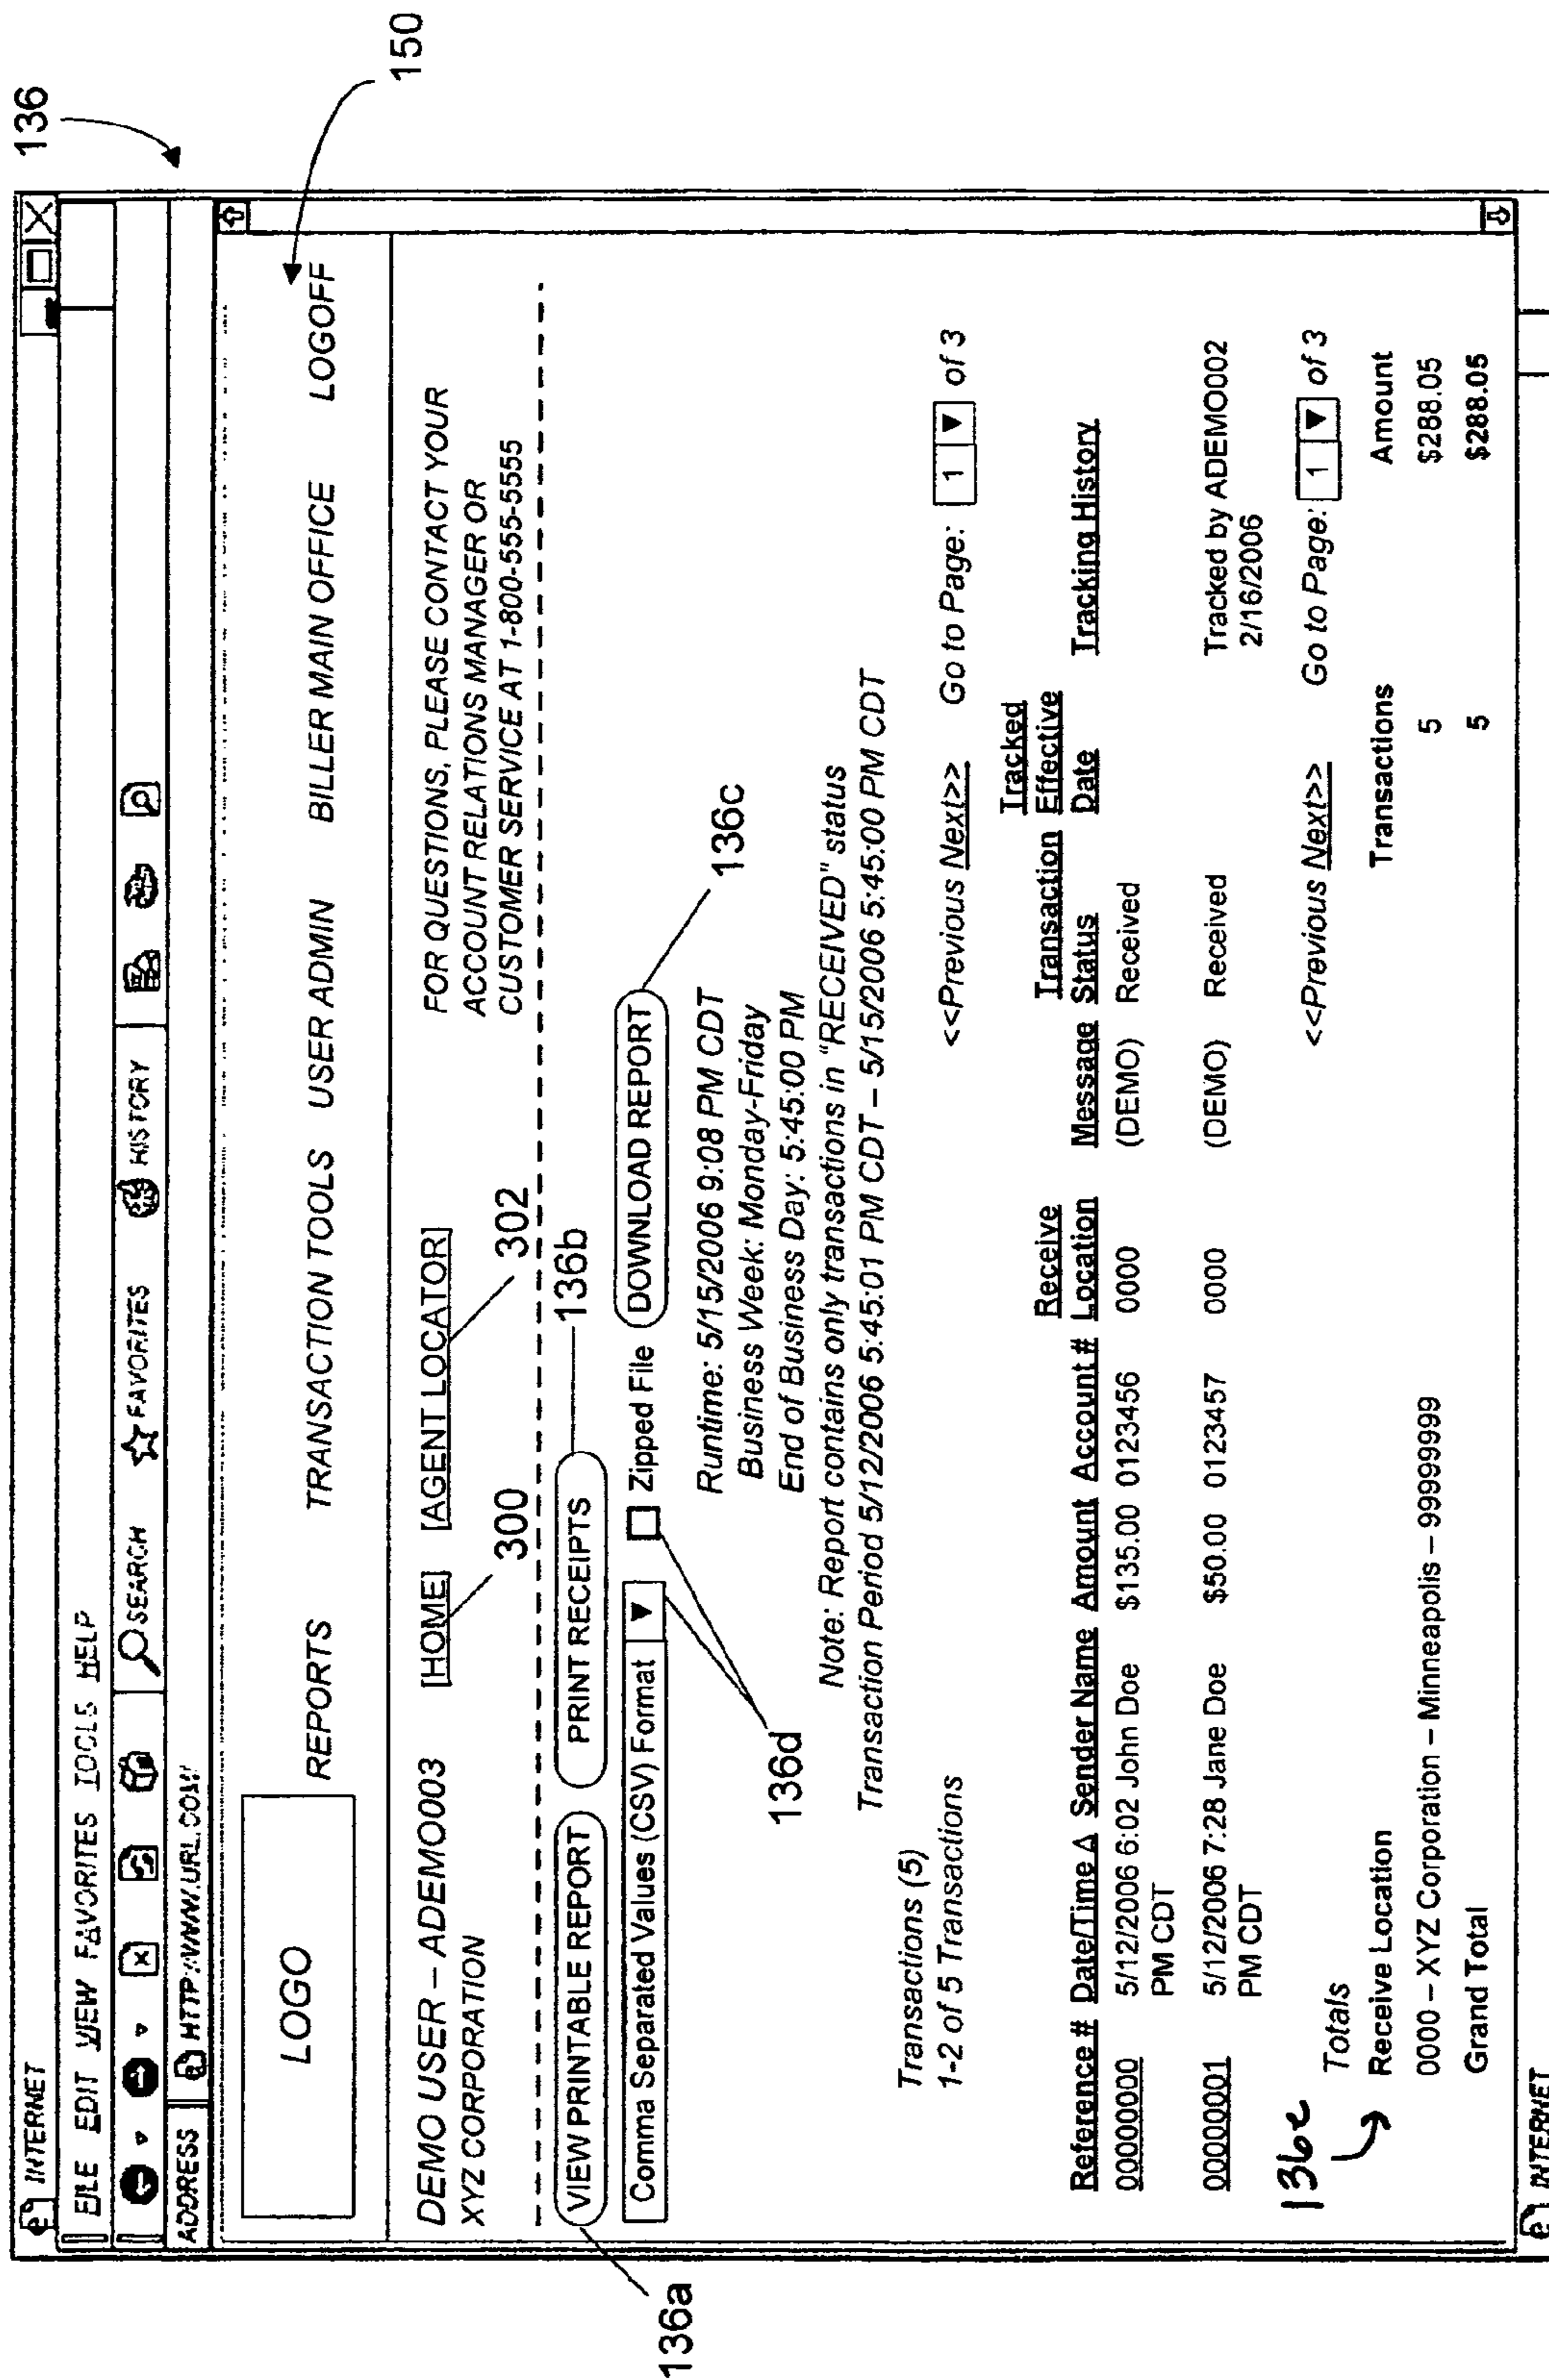 136
150
INTERNET
FILE EDIT VIEW FAVORITES TOOLS HELP
SEARCH FAVORITES HISTORY
ADDRESS HTTP://WWW.URL.COM/
LOGO
REPORTS TRANSACTION TOOLS USER ADMIN BILLER MAIN OFFICE LOGOFF
DEMO USER – ADEMO003 [HOME] [AGENT LOCATOR] FOR QUESTIONS, PLEASE CONTACT YOUR
XYZ CORPORATION ACCOUNT RELATIONS MANAGER OR
300 302 CUSTOMER SERVICE AT 1-800-555-5555
136a VIEW PRINTABLE REPORT PRINT RECEIPTS 136b
Comma Separated Values (CSV) Format ▼ Zipped File DOWNLOAD REPORT
136c
136d
Runtime: 5/15/2006 9:08 PM CDT
Business Week: Monday-Friday
End of Business Day: 5:45:00 PM
Note: Report contains only transactions in "RECEIVED" status
Transaction Period 5/12/2006 5:45:01 PM CDT – 5/15/2006 5:45:00 PM CDT
Transactions (5)
1-2 of 5 Transactions <<Previous Next>> Go to Page: 1 ▼ of 3
Tracked
Receive Transaction Effective
Reference # Date/Time Δ Sender Name Amount Account # Location Message Status Date Tracking History
00000000 5/12/2006 6:02 John Doe $135.00 0123456 0000 (DEMO) Received
PM CDT
00000001 5/12/2006 7:28 Jane Doe $50.00 0123457 0000 (DEMO) Received Tracked by ADEMO002
PM CDT 2/16/2006
136e
<<Previous Next>> Go to Page: 1 ▼ of 3
Totals
Receive Location Transactions Amount
0000 – XYZ Corporation – Minneapolis – 99999999 5 $288.05
Grand Total 5 $288.05
INTERNET